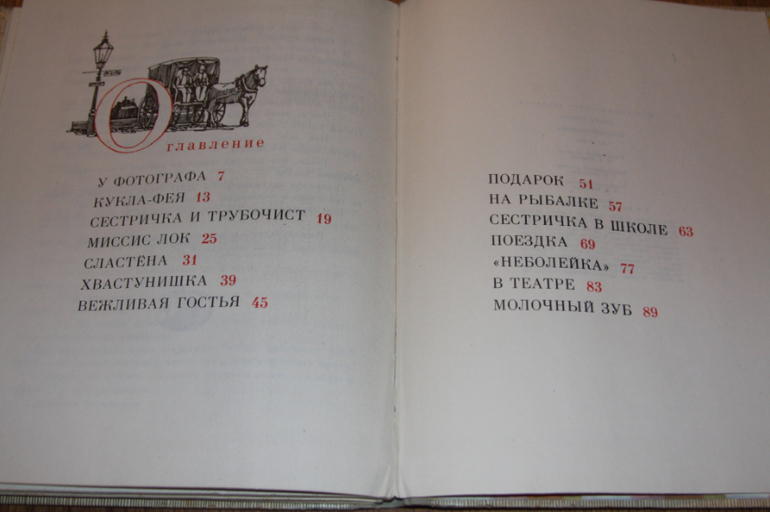 Оглавление
У ФОТОГРАФА 7
КУКЛА-ФЕЯ 13
СЕСТРИЧКА И ТРУБОЧИСТ 19
МИССИС ЛОК 25
СЛАСТЁНА 31
ХВАСТУНИШКА 39
ВЕЖЛИВАЯ ГОСТЬЯ 45
ПОДАРОК 51
НА РЫБАЛКЕ 57
СЕСТРИЧКА В ШКОЛЕ 63
ПОЕЗДКА 69
«НЕБОЛЕЙКА» 77
В ТЕАТРЕ 83
МОЛОЧНЫЙ ЗУБ 89